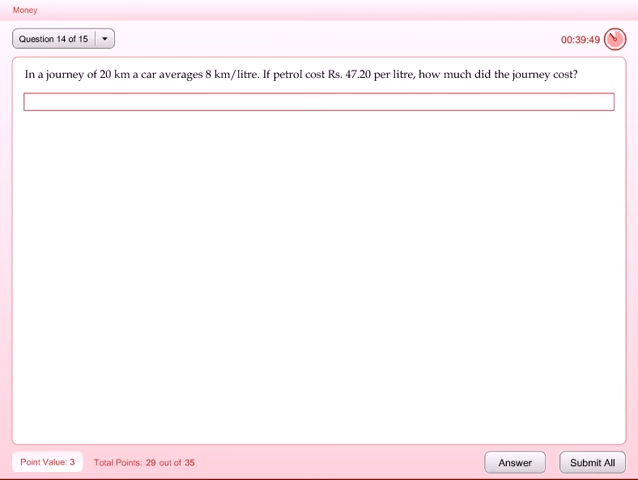 Money
Question 14 of 15
00:39:49
In a journey of 20 km a car averages 8 km/litre. If petrol cost Rs. 47.20 per litre, how much did the journey cost?
Point Value: 3
Total Points: 29 out of 35
Answer
Submit All